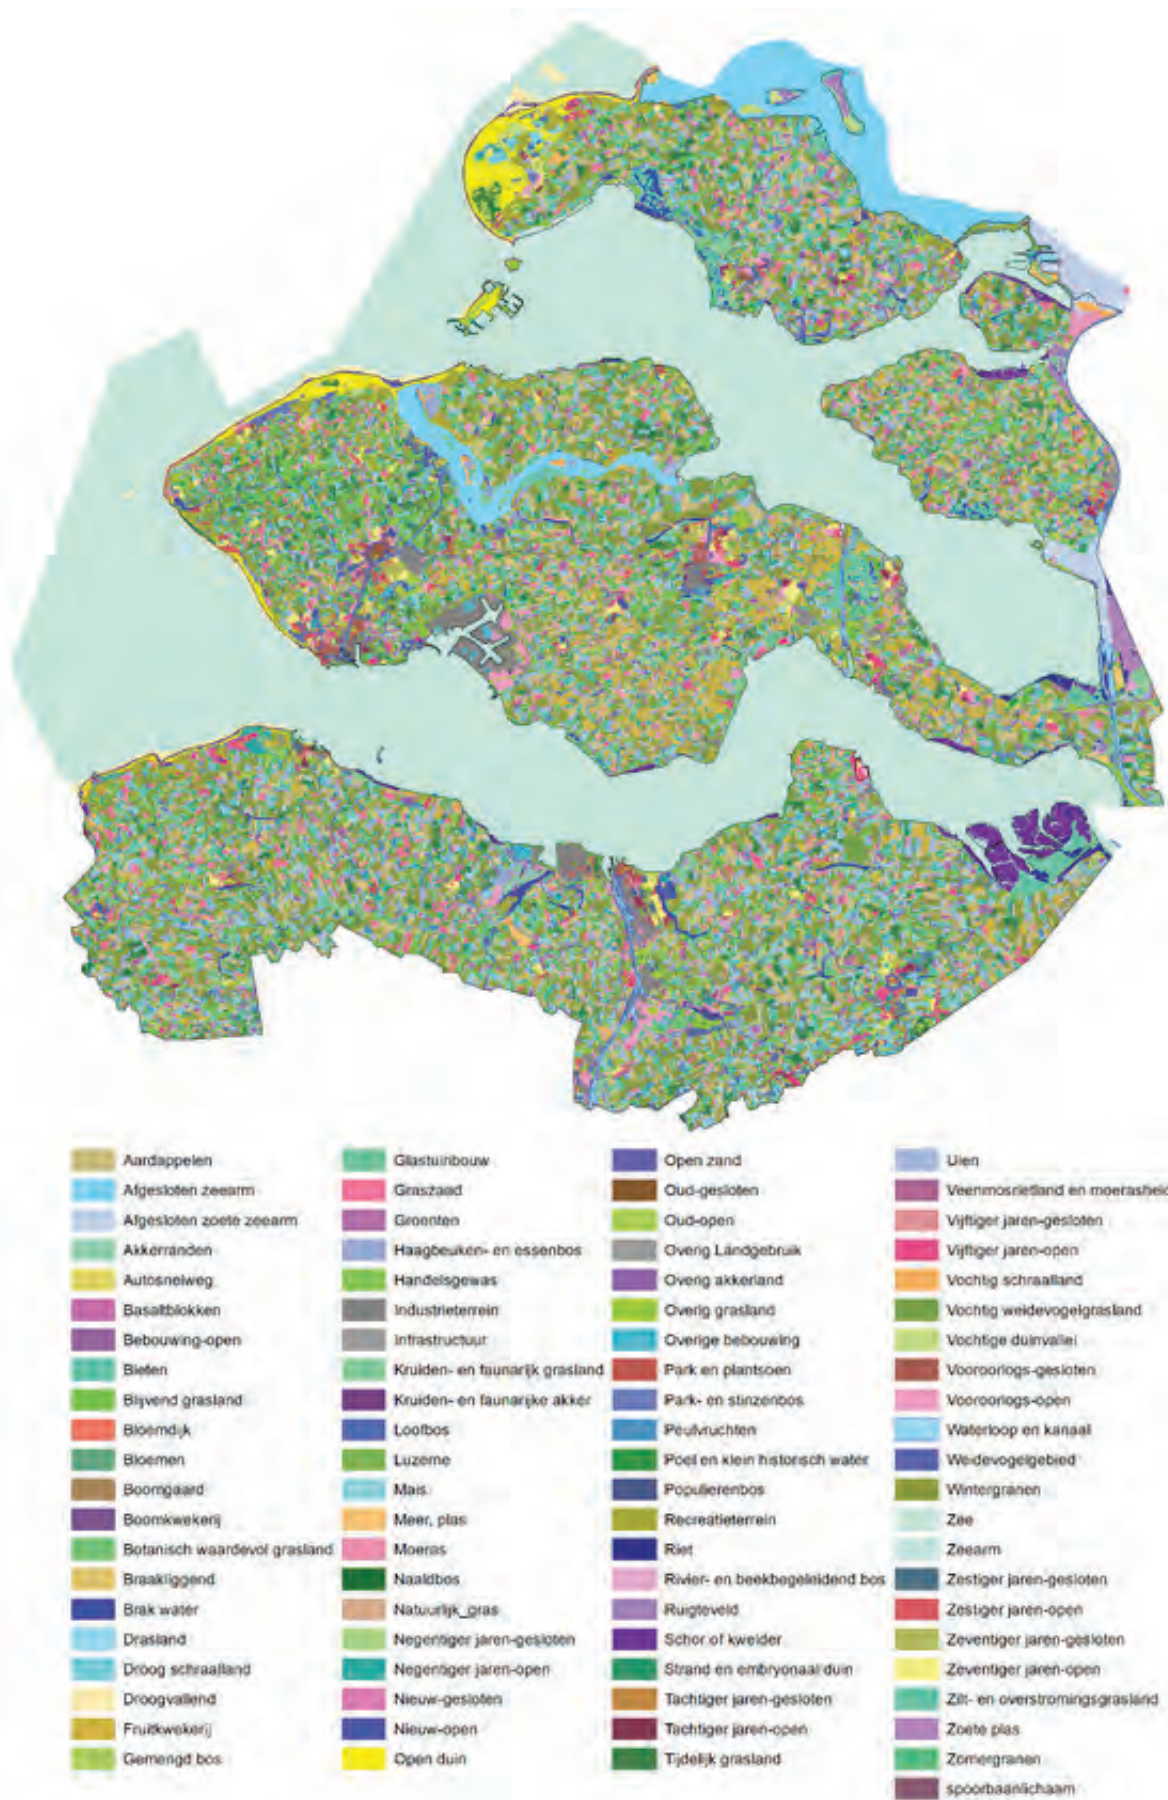 Aardappelen
Afgesloten zeearm
Afgesloten zoete zeearm
Akkerranden
Autosnelweg
Basaltblokken
Bebouwing-open
Bieten
Blijvend grasland
Bloemdijk
Bloemen
Boomgaard
Boomkwekerij
Botanisch waardevol grasland
Braakliggend
Brak water
Drasland
Droog schraalland
Droogvallend
Fruitkwekerij
Gemengd bos
Glastuinbouw
Graszaad
Groenten
Haagbeuken- en essenbos
Handelsgewas
Industrieterrein
Infrastructuur
Kruiden- en faunarijk grasland
Kruiden- en faunarijke akker
Loofbos
Luzerne
Mais
Meer, plas
Moeras
Naaldbos
Natuurlijk_gras
Negentiger jaren-gesloten
Negentiger jaren-open
Nieuw-gesloten
Nieuw-open
Open duin
Open zand
Oud-gesloten
Oud-open
Overig Landgebruik
Overig akkerland
Overig grasland
Overige bebouwing
Park en plantsoen
Park- en stinzenbos
Peulvruchten
Poel en klein historisch water
Populierenbos
Recreatieterrein
Riet
Rivier- en beekbegeleidend bos
Ruigteveld
Schor of kwelder
Strand en embryonaal duin
Tachtiger jaren-gesloten
Tachtiger jaren-open
Tijdelijk grasland
Uien
Veenmosrietland en moerasheid
Vijftiger jaren-gesloten
Vijftiger jaren-open
Vochtig schraalland
Vochtig weidevogelgrasland
Vochtige duinvallei
Vooroorlogs-gesloten
Vooroorlogs-open
Waterloop en kanaal
Weidevogelgebied
Wintergranen
Zee
Zeearm
Zestiger jaren-gesloten
Zestiger jaren-open
Zeventiger jaren-gesloten
Zeventiger jaren-open
Zilt- en overstromingsgrasland
Zoete plas
Zomergranen
spoorbaanlichaam